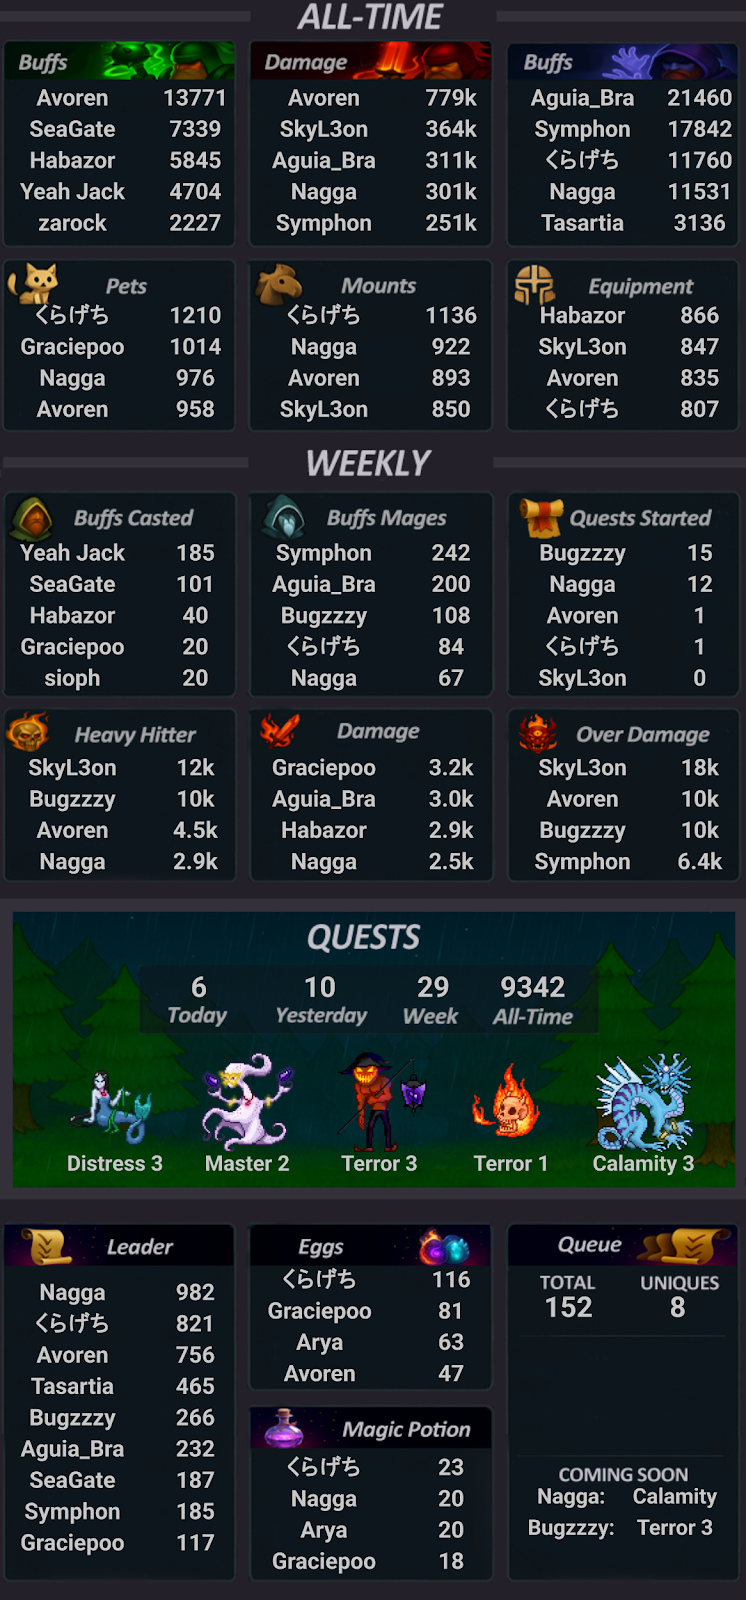 ALL-TIME
Buffs
Avoren 13771
SeaGate 7339
Habazor 5845
Yeah Jack 4704
zarock 2227
Damage
Avoren 779k
SkyL3on 364k
Aguia_Bra 311k
Nagga 301k
Symphon 251k
Buffs
Aguia_Bra 21460
Symphon 17842
くらげち 11760
Nagga 11531
Tasartia 3136
Pets
くらげち 1210
Graciepoo 1014
Nagga 976
Avoren 958
Mounts
くらげち 1136
Nagga 922
Avoren 893
SkyL3on 850
Equipment
Habazor 866
SkyL3on 847
Avoren 835
くらげち 807
WEEKLY
Buffs Casted
Yeah Jack 185
SeaGate 101
Habazor 40
Graciepoo 20
sioph 20
Buffs Mages
Symphon 242
Aguia_Bra 200
Bugzzzy 108
くらげち 84
Nagga 67
Quests Started
Bugzzzy 15
Nagga 12
Avoren 1
くらげち 1
SkyL3on 0
Heavy Hitter
SkyL3on 12k
Bugzzzy 10k
Avoren 4.5k
Nagga 2.9k
Damage
Graciepoo 3.2k
Aguia_Bra 3.0k
Habazor 2.9k
Nagga 2.5k
Over Damage
SkyL3on 18k
Avoren 10k
Bugzzzy 10k
Symphon 6.4k
QUESTS
6 10 29 9342
Today Yesterday Week All-Time
Distress 3 Master 2 Terror 3 Terror 1 Calamity 3
Leader
Nagga 982
くらげち 821
Avoren 756
Tasartia 465
Bugzzzy 266
Aguia_Bra 232
SeaGate 187
Symphon 185
Graciepoo 117
Eggs
くらげち 116
Graciepoo 81
Arya 63
Avoren 47
Magic Potion
くらげち 23
Nagga 20
Arya 20
Graciepoo 18
Queue
TOTAL UNIQUES
152 8
COMING SOON
Nagga: Calamity
Bugzzzy: Terror 3